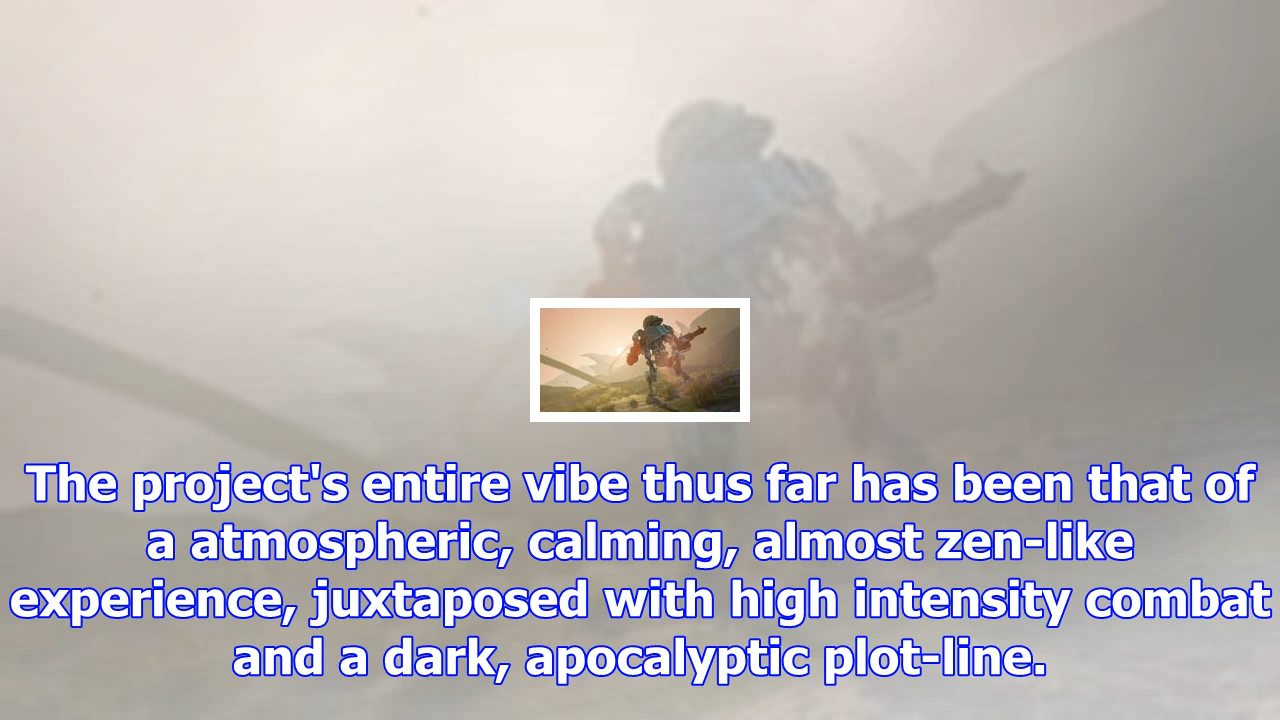 The project's entire vibe thus far has been that of
a atmospheric, calming, almost zen-like
experience, juxtaposed with high intensity combat
and a dark, apocalyptic plot-line.